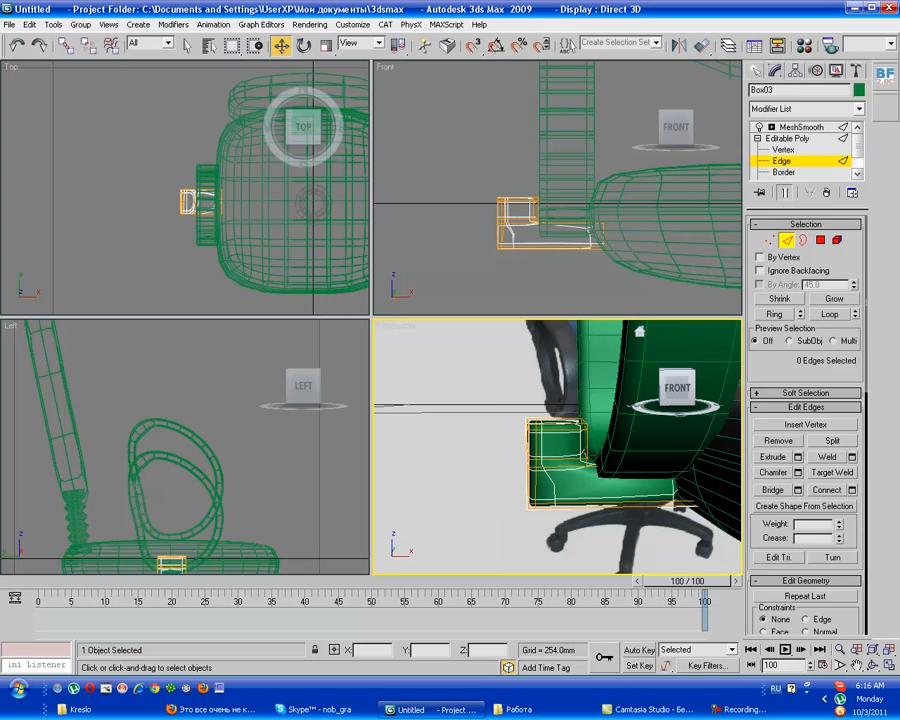 Untitled - Project Folder: C:\Documents and Settings\UserXP\Мои документы\3dsmax - Autodesk 3ds Max 2009 - Display : Direct 3D
File Edit Tools Group Views Create Modifiers Animation Graph Editors Rendering Customize CAT PhysX MAXScript Help
All View Create Selection Set
BF
Top
TOP
Front
FRONT
Left
LEFT
FRONT
Box03
Modifier List
MeshSmooth
Editable Poly
Vertex
Edge
Border
Selection
By Vertex
Ignore Backfacing
By Angle: 45.0
Shrink Grow
Ring Loop
Preview Selection
Off SubObj Multi
0 Edges Selected
Soft Selection
Edit Edges
Insert Vertex
Remove Split
Extrude Weld
Chamfer Target Weld
Bridge Connect
Create Shape From Selection
Weight:
Crease:
Edit Tri. Turn
Edit Geometry
Repeat Last
Constraints
None Edge
Face Normal
100 / 100
0 5 10 15 20 25 30 35 40 45 50 55 60 65 70 75 80 85 90 95 100
1 Object Selected X: Y: Z: Grid = 254.0mm Auto Key Selected
ini Listener Click or click-and-drag to select objects Add Time Tag Set Key Key Filters... 100
RU 6:16 AM
Monday
10/3/2011
Kreslo Это все очень не к... Skype™ - nob_gra Untitled - Project ... Работа Camtasia Studio - Бе... Recording...